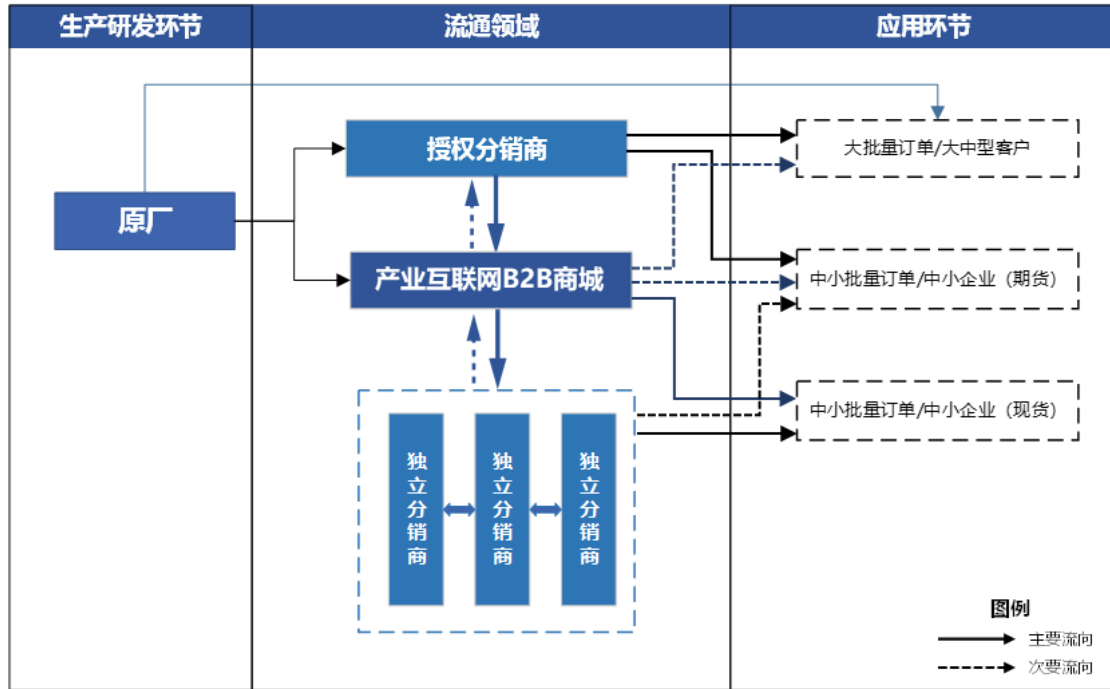 生产研发环节
流通领域
应用环节
授权分销商
大批量订单/大中型客户
原厂
产业互联网B2B商城
中小批量订单/中小企业（期货）
中小批量订单/中小企业（现货）
独立分销商
独立分销商
独立分销商
图例
主要流向
次要流向